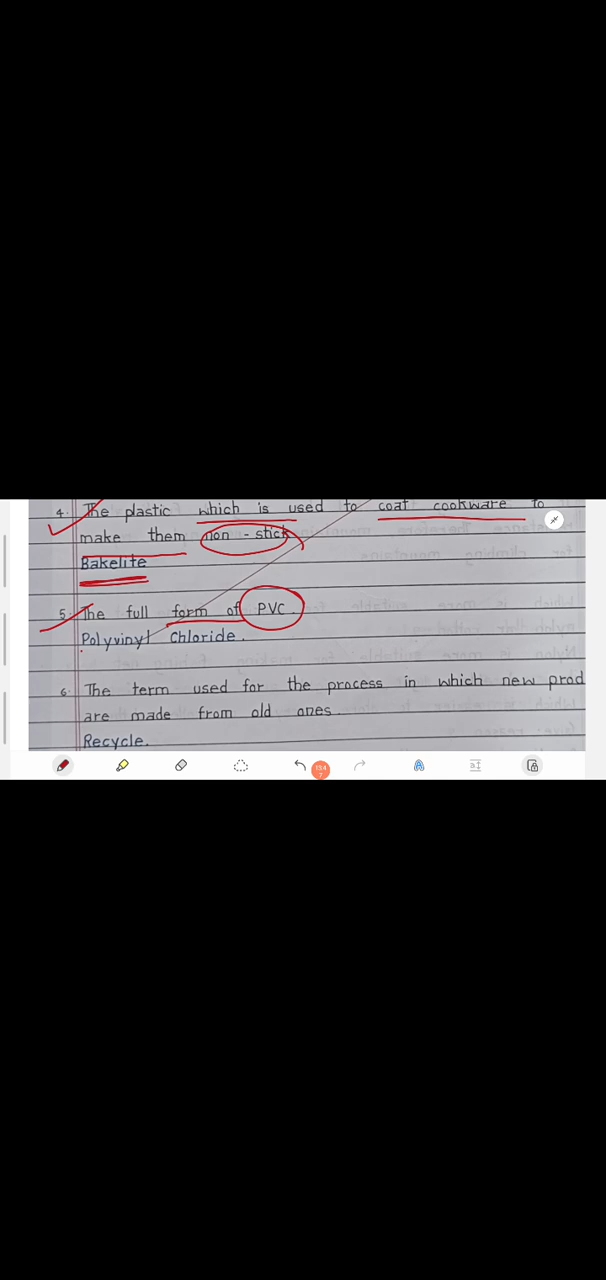 4. The plastic which is used to coat cookware to
make them non-stick
Bakelite
5. The full form of PVC.
Polyvinyl Chloride.
6. The term used for the process in which new prod
are made from old ones.
Recycle.